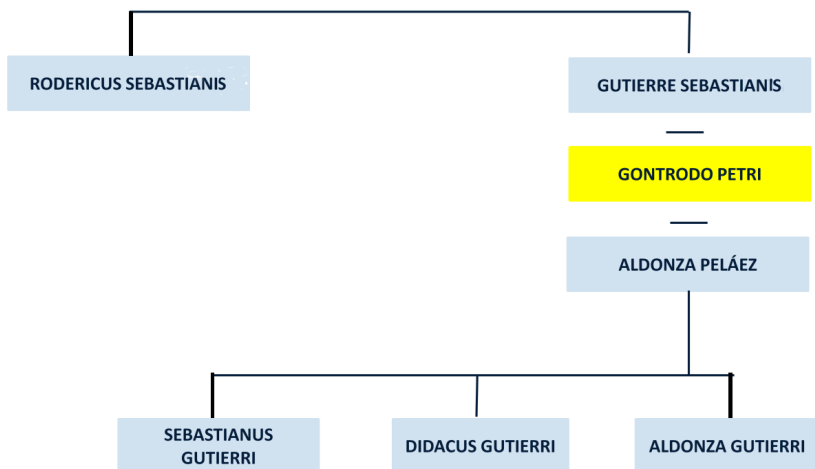 RODERICUS SEBASTIANIS
GUTIERRE SEBASTIANIS
GONTRODO PETRI
ALDONZA PELÁEZ
SEBASTIANUS
GUTIERRI
DIDACUS GUTIERRI
ALDONZA GUTIERRI